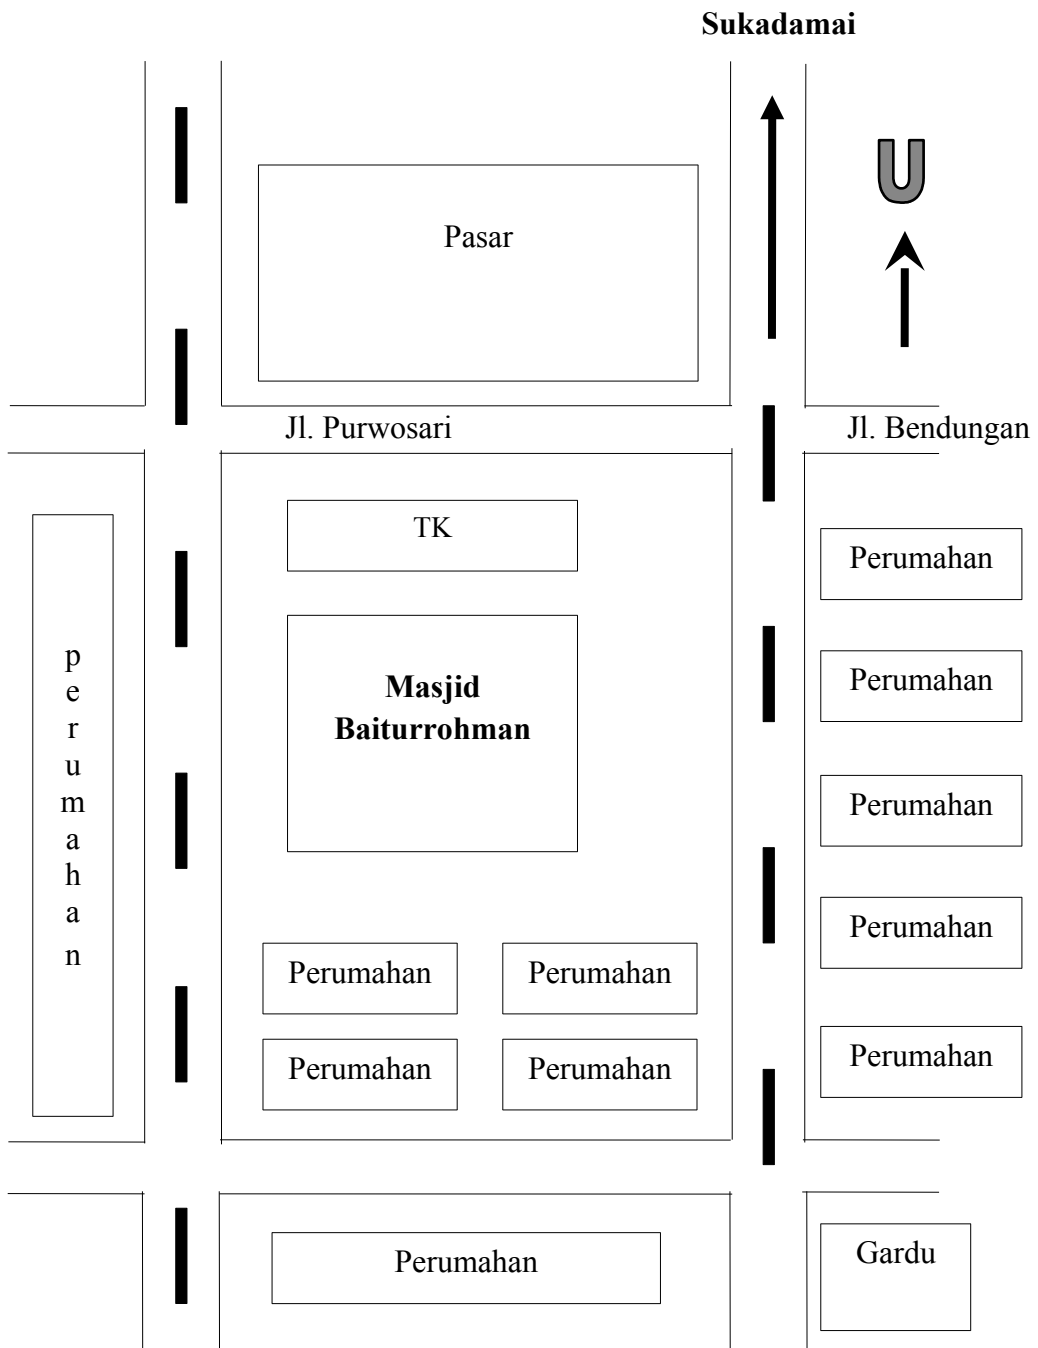 Sukadamai
U
Pasar
Jl. Purwosari
Jl. Bendungan
TK
Perumahan
perumahan
Masjid
Baiturrohman
Perumahan
Perumahan
Perumahan
Perumahan
Perumahan
Perumahan
Perumahan
Perumahan
Perumahan
Gardu